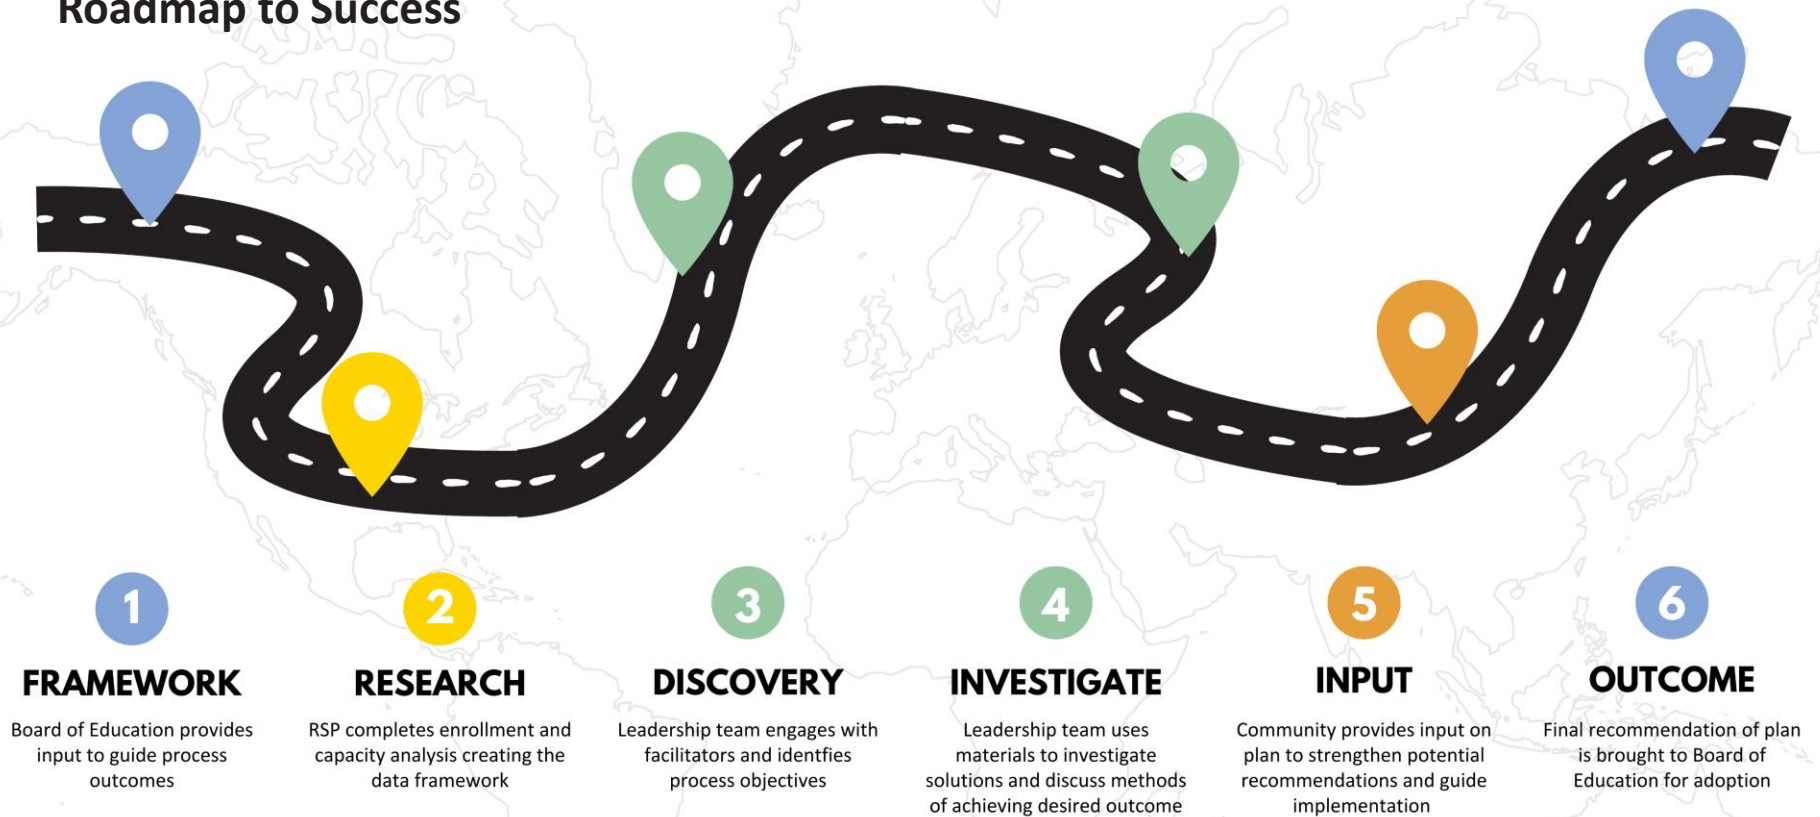 Roadmap to Success
1
2
3
4
5
6
FRAMEWORK
Board of Education provides
input to guide process
outcomes
RESEARCH
RSP completes enrollment and
capacity analysis creating the
data framework
DISCOVERY
Leadership team engages with
facilitators and identfies
process objectives
INVESTIGATE
Leadership team uses
materials to investigate
solutions and discuss methods
of achieving desired outcome
INPUT
Community provides input on
plan to strengthen potential
recommendations and guide
implementation
OUTCOME
Final recommendation of plan
is brought to Board of
Education for adoption